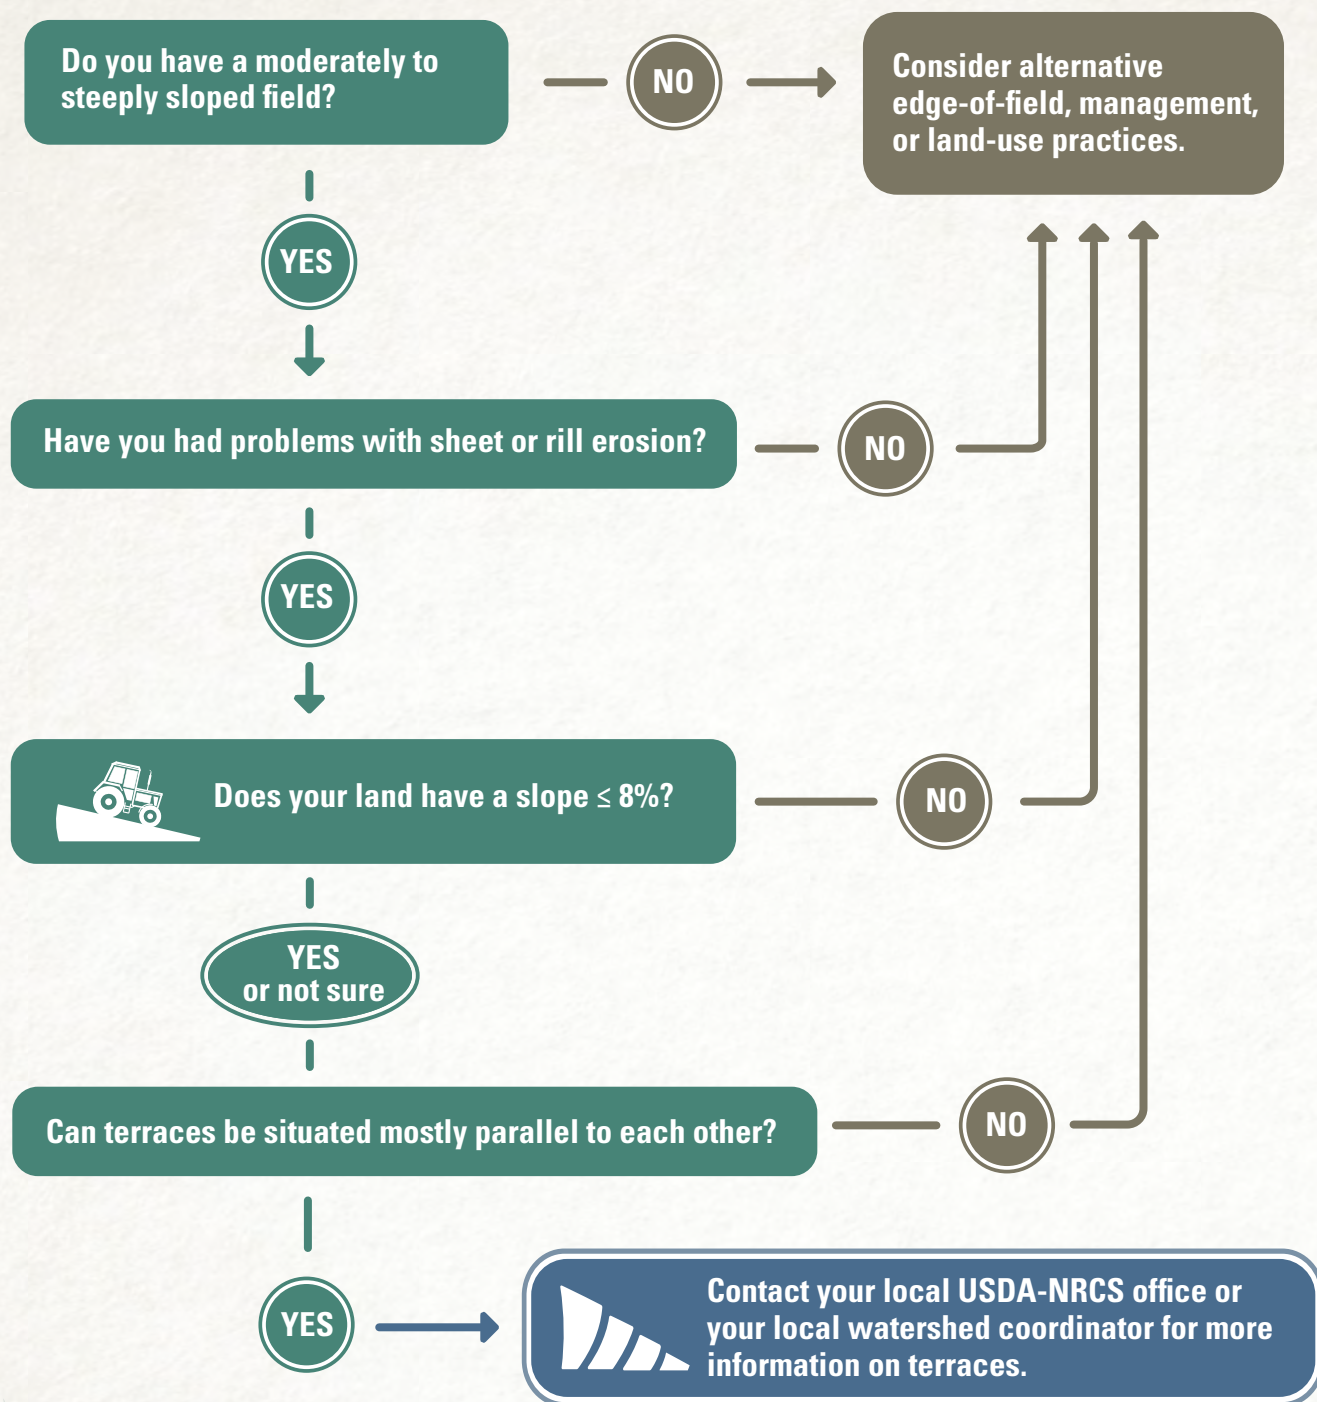 Do you have a moderately to
steeply sloped field?
NO
Consider alternative
edge-of-field, management,
or land-use practices.
YES
Have you had problems with sheet or rill erosion?
NO
YES
Does your land have a slope ≤ 8%?
NO
YES
or not sure
Can terraces be situated mostly parallel to each other?
NO
YES
Contact your local USDA-NRCS office or
your local watershed coordinator for more
information on terraces.